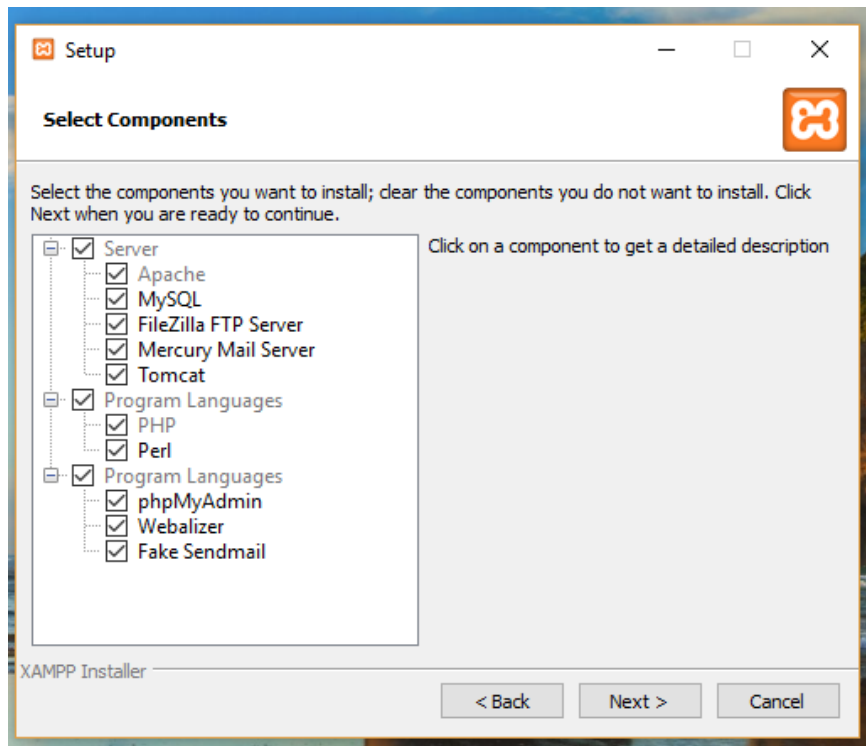 Setup
Select Components
Select the components you want to install; clear the components you do not want to install. Click
Next when you are ready to continue.
Server
Apache
MySQL
FileZilla FTP Server
Mercury Mail Server
Tomcat
Program Languages
PHP
Perl
Program Languages
phpMyAdmin
Webalizer
Fake Sendmail
Click on a component to get a detailed description
XAMPP Installer
< Back
Next >
Cancel